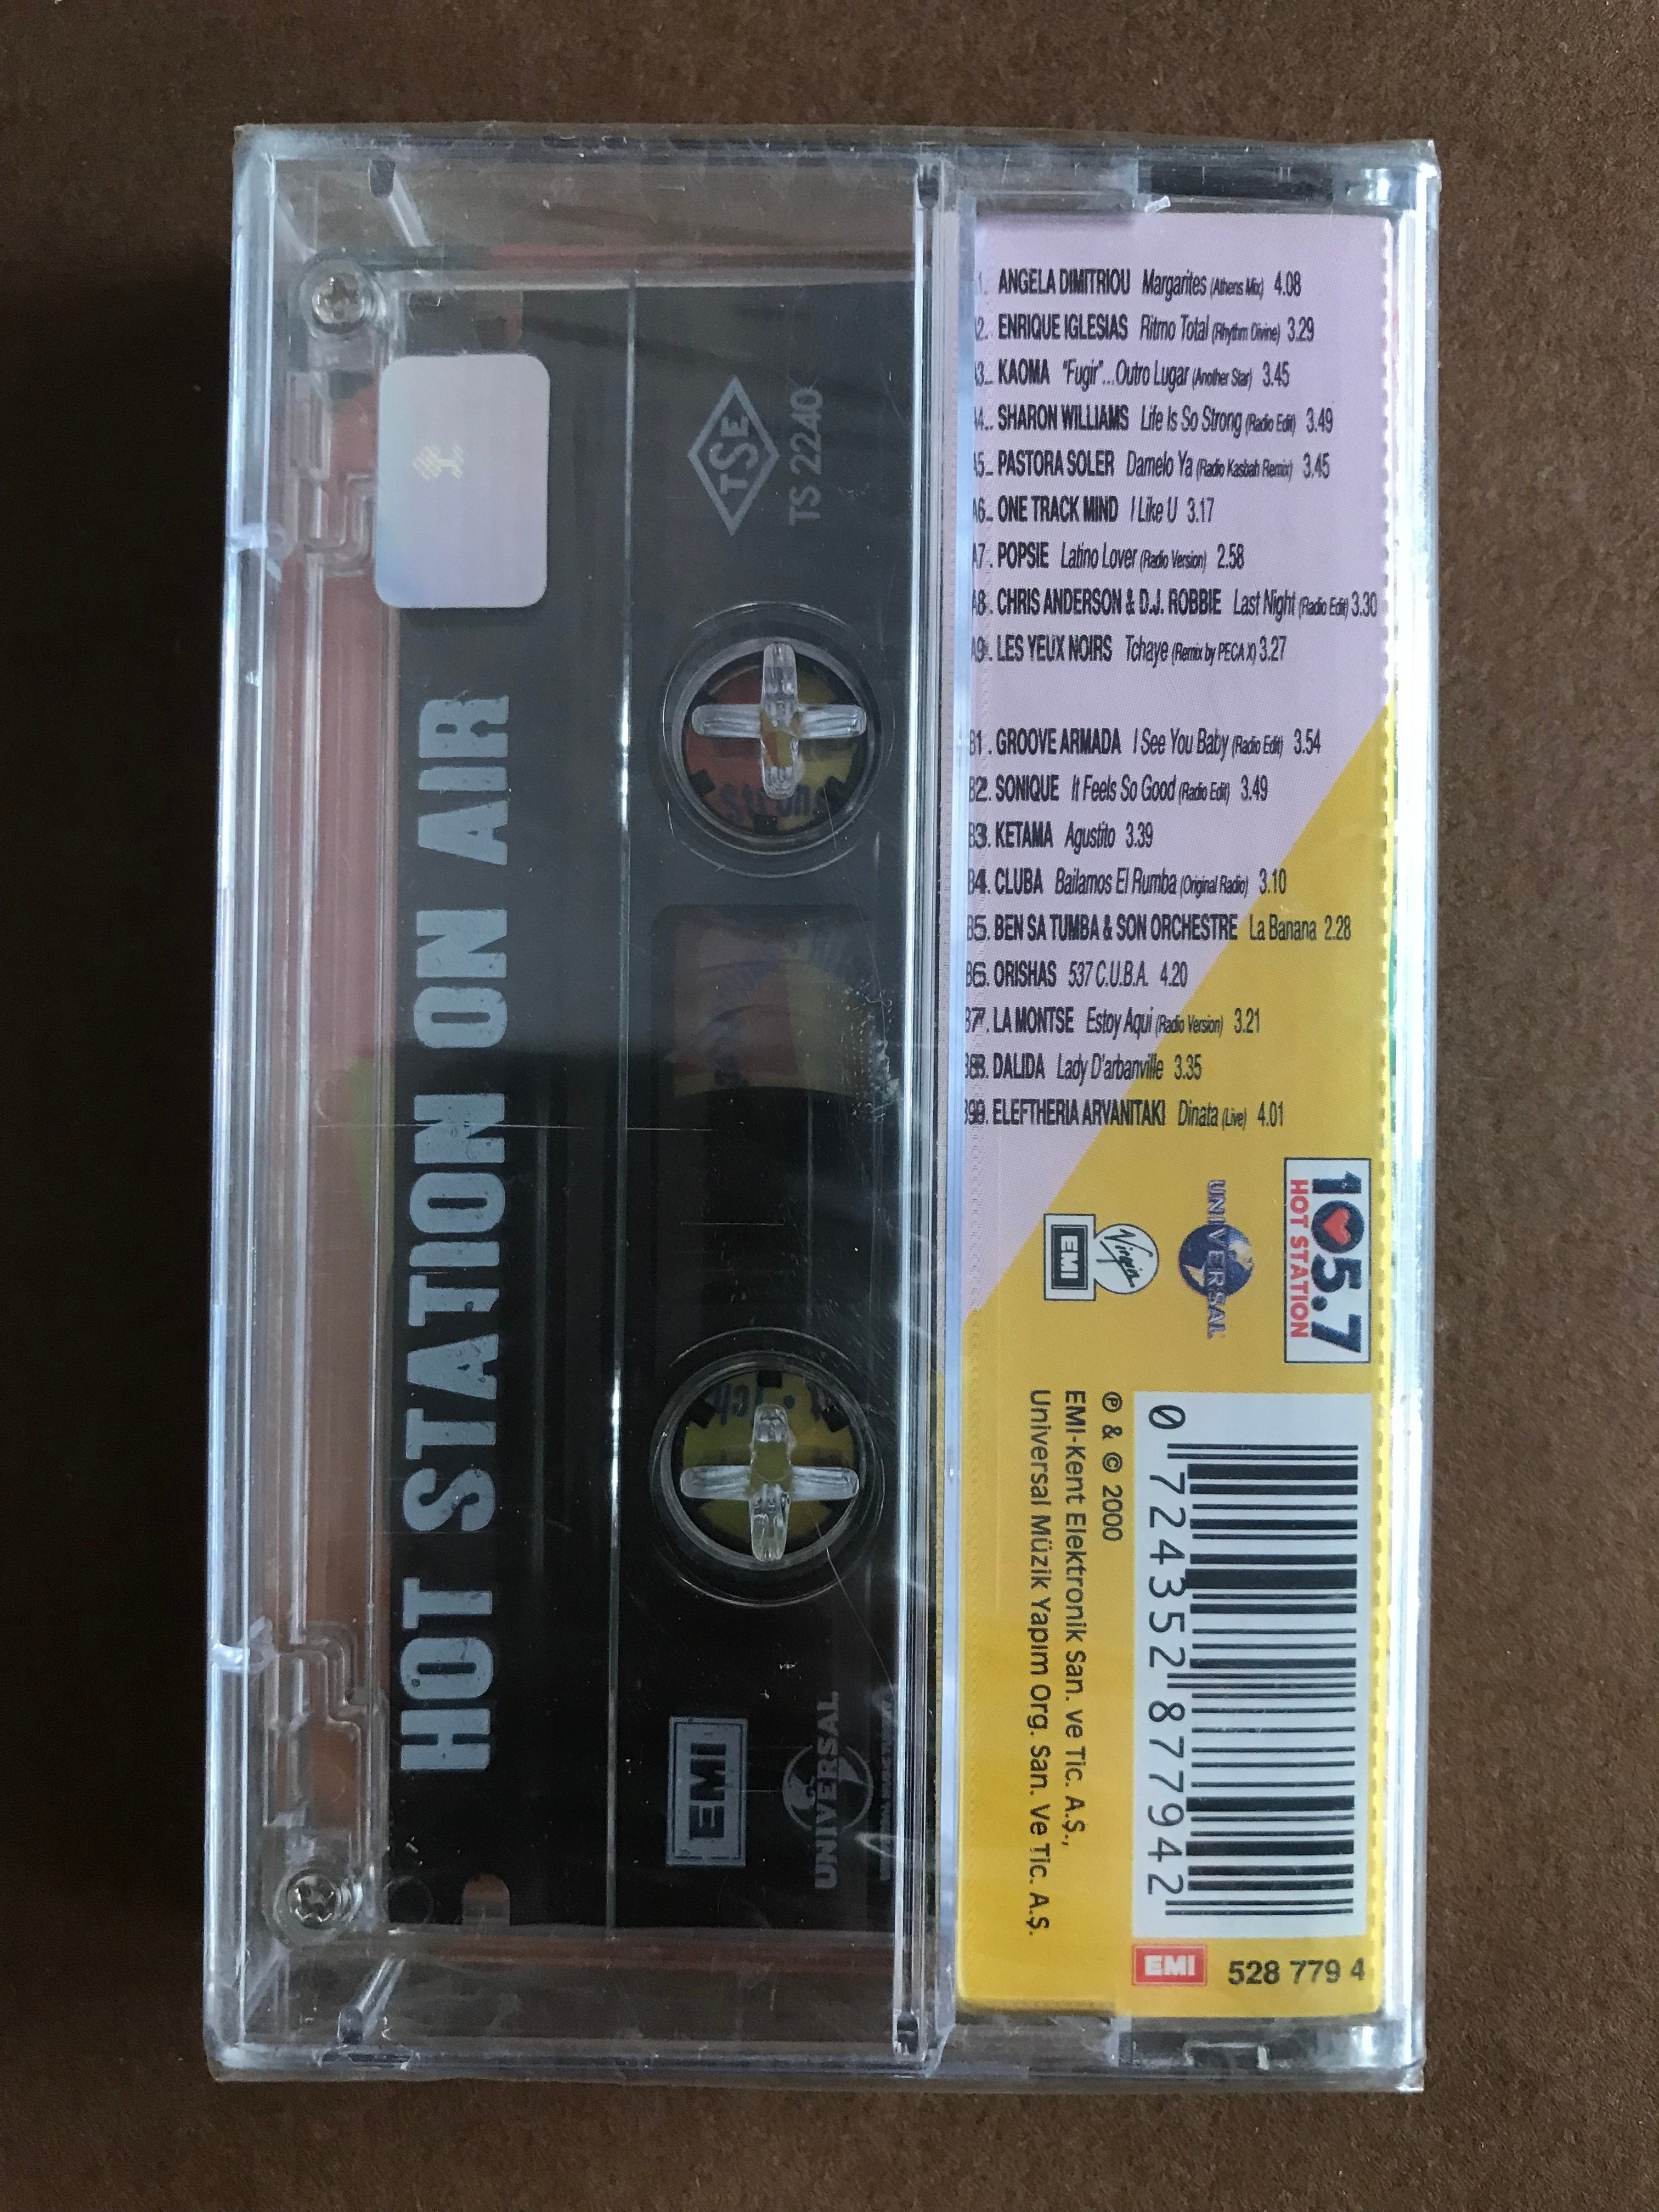 HOT STATION ON AIR
TSE
TS 2240
EMI
UNIVERSAL
1. ANGELA DIMITRIOU Margarites (Athens Mix) 4.08
2. ENRIQUE IGLESIAS Ritmo Total (Rhythm Divine) 3.29
3. KAOMA "Fugir"...Outro Lugar (Another Star) 3.45
4. SHARON WILLIAMS Life Is So Strong (Radio Edit) 3.49
A5. PASTORA SOLER Damelo Ya (Radio Kasbah Remix) 3.45
A6. ONE TRACK MIND I Like U 3.17
A7. POPSIE Latino Lover (Radio Version) 2.58
A8. CHRIS ANDERSON & D.J. ROBBIE Last Night (Radio Edit) 3.30
A9. LES YEUX NOIRS Tchaye (Remix by PECA X) 3.27
B1. GROOVE ARMADA I See You Baby (Radio Edit) 3.54
B2. SONIQUE It Feels So Good (Radio Edit) 3.49
B3. KETAMA Agustito 3.39
B4. CLUBA Bailamos El Rumba (Original Radio) 3.10
B5. BEN SA TUMBA & SON ORCHESTRE La Banana 2.28
B6. ORISHAS 537 C.U.B.A. 4.20
B7. LA MONTSE Estoy Aqui (Radio Version) 3.21
B8. DALIDA Lady D'arbanville 3.35
B9. ELEFTHERIA ARVANITAKI Dinata (Live) 4.01
105.7
HOT STATION
UNIVERSAL
Virgin
EMI
℗ & © 2000
EMI-Kent Elektronik San. ve Tic. A.Ş.,
Universal Müzik Yapım Org. San. Ve Tic. A.Ş.
0 724352 877942
EMI 528 779 4